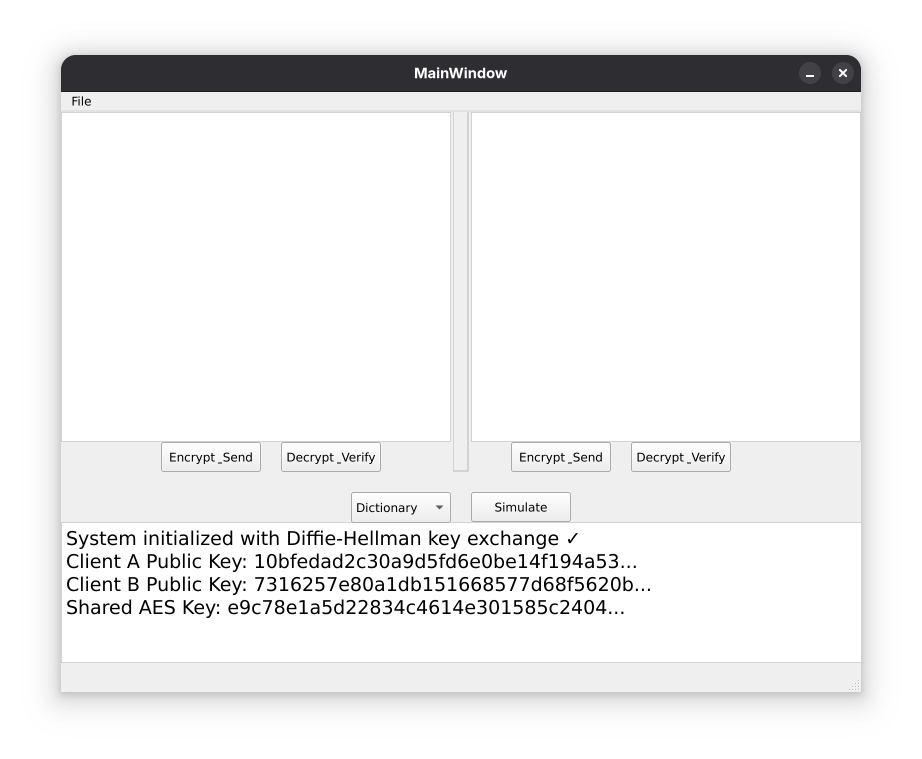 MainWindow
File
Encrypt_Send Decrypt_Verify Encrypt_Send Decrypt_Verify
Dictionary Simulate
System initialized with Diffie-Hellman key exchange ✓
Client A Public Key: 10bfedad2c30a9d5fd6e0be14f194a53...
Client B Public Key: 7316257e80a1db151668577d68f5620b...
Shared AES Key: e9c78e1a5d22834c4614e301585c2404...